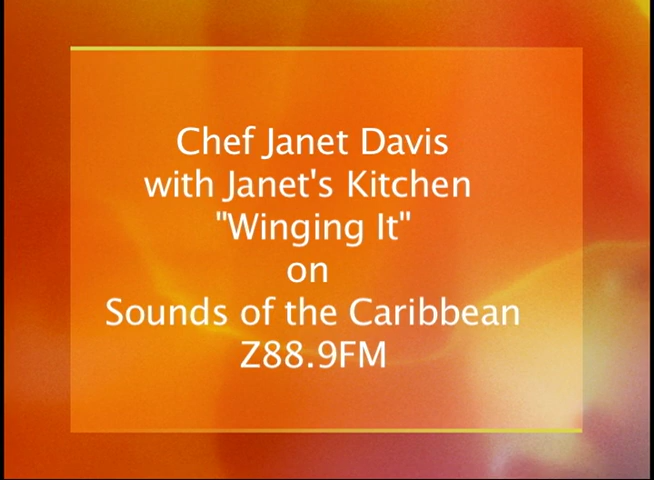 Chef Janet Davis
with Janet's Kitchen
"Winging It"
on
Sounds of the Caribbean
Z88.9FM